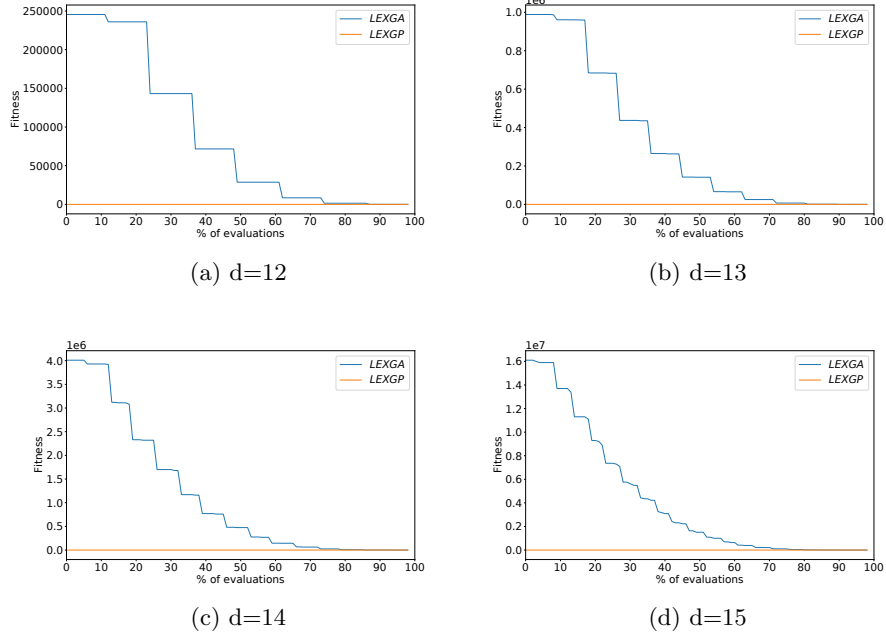 250000
200000
150000
100000
50000
0
Fitness
LEXGA
LEXGP
0 10 20 30 40 50 60 70 80 90 100
% of evaluations
(a) d=12
1e6
1.0
0.8
0.6
0.4
0.2
0.0
Fitness
LEXGA
LEXGP
0 10 20 30 40 50 60 70 80 90 100
% of evaluations
(b) d=13
1e6
4.0
3.5
3.0
2.5
2.0
1.5
1.0
0.5
0.0
Fitness
LEXGA
LEXGP
0 10 20 30 40 50 60 70 80 90 100
% of evaluations
(c) d=14
1e7
1.6
1.4
1.2
1.0
0.8
0.6
0.4
0.2
0.0
Fitness
LEXGA
LEXGP
0 10 20 30 40 50 60 70 80 90 100
% of evaluations
(d) d=15